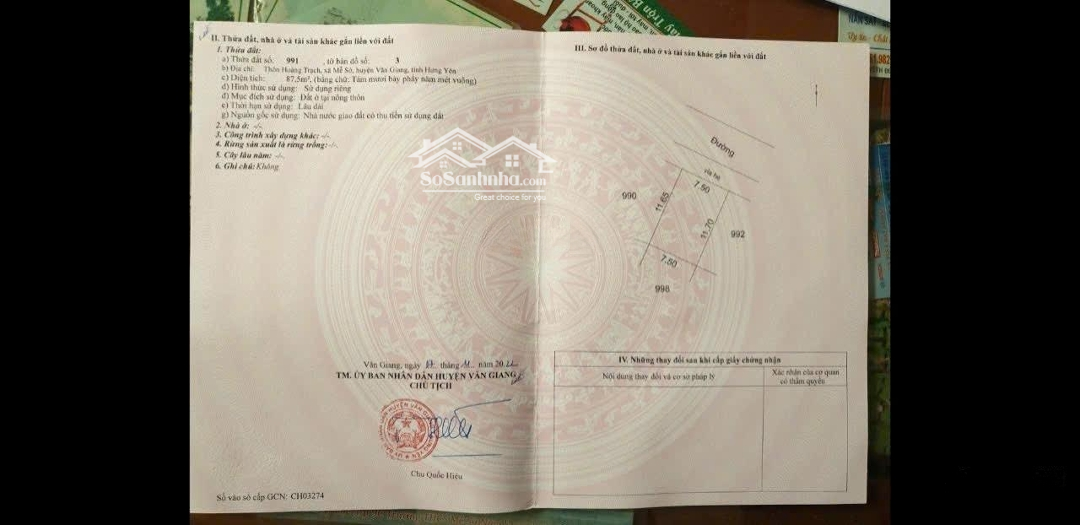 II. Thửa đất, nhà ở và tài sản khác gắn liền với đất
1. Thửa đất:
a) Thửa đất số: 991 , tờ bản đồ số: 3
b) Địa chỉ: Thôn Hoàng Trạch, xã Mễ Sở, huyện Văn Giang, tỉnh Hưng Yên
c) Diện tích: 87,5m², (bằng chữ: Tám mươi bảy phẩy năm mét vuông)
d) Hình thức sử dụng: Sử dụng riêng
đ) Mục đích sử dụng: Đất ở tại nông thôn
e) Thời hạn sử dụng: Lâu dài
g) Nguồn gốc sử dụng: Nhà nước giao đất có thu tiền sử dụng đất
2. Nhà ở: -/-
3. Công trình xây dựng khác: -/-
4. Rừng sản xuất là rừng trồng: -/-
5. Cây lâu năm: -/-
6. Ghi chú: Không
SoSanhnha.com
Great choice for you
Văn Giang, ngày tháng năm 20
TM. ỦY BAN NHÂN DÂN HUYỆN VĂN GIANG
CHỦ TỊCH
Chu Quốc Hiệu
Số vào sổ cấp GCN: CH03274
III. Sơ đồ thửa đất, nhà ở và tài sản khác gắn liền với đất
Đường
vỉa hè
7.50
990
11.65
11.70
992
7.50
998
IV. Những thay đổi sau khi cấp giấy chứng nhận
Nội dung thay đổi và cơ sở pháp lý
Xác nhận của cơ quan
có thẩm quyền